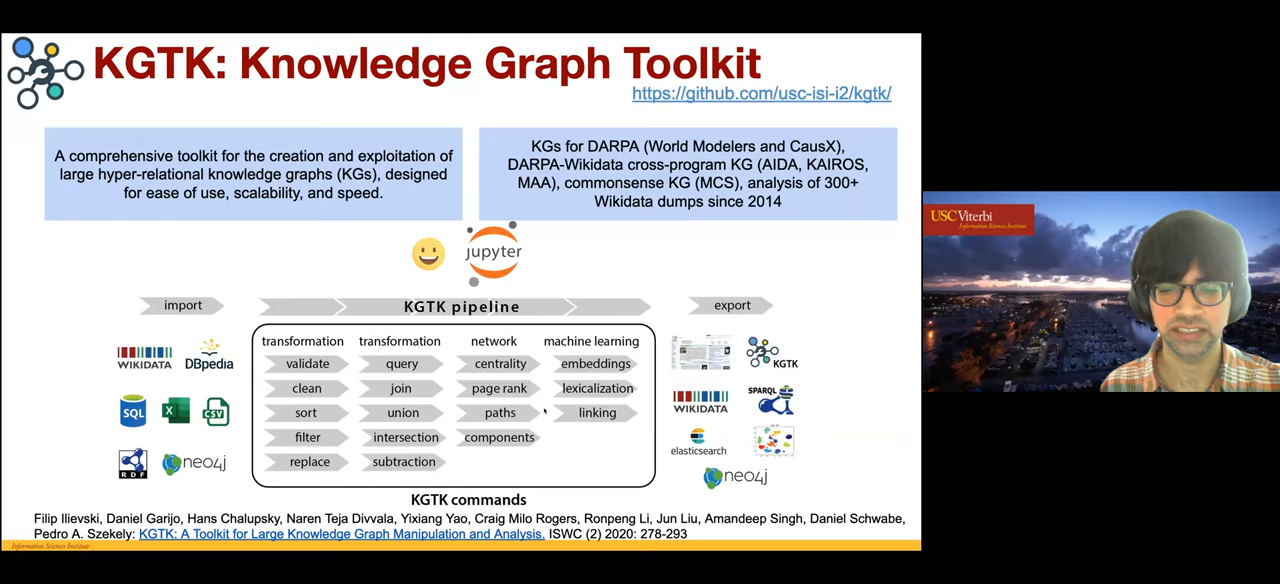 KGTK: Knowledge Graph Toolkit
https://github.com/usc-isi-i2/kgtk/
A comprehensive toolkit for the creation and exploitation of
large hyper-relational knowledge graphs (KGs), designed
for ease of use, scalability, and speed.
KGs for DARPA (World Modelers and CausX),
DARPA-Wikidata cross-program KG (AIDA, KAIROS,
MAA), commonsense KG (MCS), analysis of 300+
Wikidata dumps since 2014
USC Viterbi
Information Sciences Institute
jupyter
import
KGTK pipeline
export
transformation transformation network machine learning
validate query centrality embeddings
clean join page rank lexicalization
sort union paths linking
filter intersection components
replace subtraction
WIKIDATA
DBpedia
SQL
X
CSV
RDF
neo4j
KGTK
WIKIDATA
SPARQL
elasticsearch
neo4j
KGTK commands
Filip Ilievski, Daniel Garijo, Hans Chalupsky, Naren Teja Divvala, Yixiang Yao, Craig Milo Rogers, Ronpeng Li, Jun Liu, Amandeep Singh, Daniel Schwabe,
Pedro A. Szekely: KGTK: A Toolkit for Large Knowledge Graph Manipulation and Analysis. ISWC (2) 2020: 278-293
Information Sciences Institute